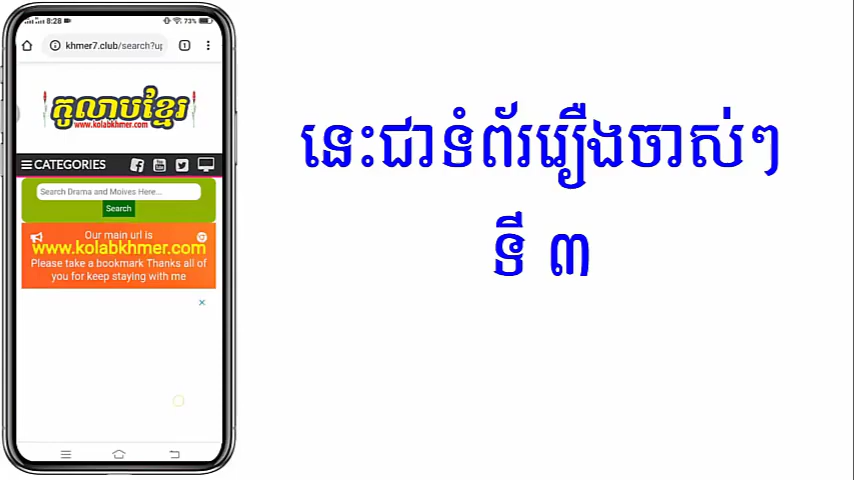 8:28
73%
khmer7.club/search?up
1
កូលាបខ្មែរ
www.kolabkhmer.com
CATEGORIES
Search Drama and Moives Here...
Search
Our main url is
www.kolabkhmer.com
Please take a bookmark Thanks all of
you for keep staying with me
នេះជាទំព័ររឿងចាស់ៗ
ទី ៣